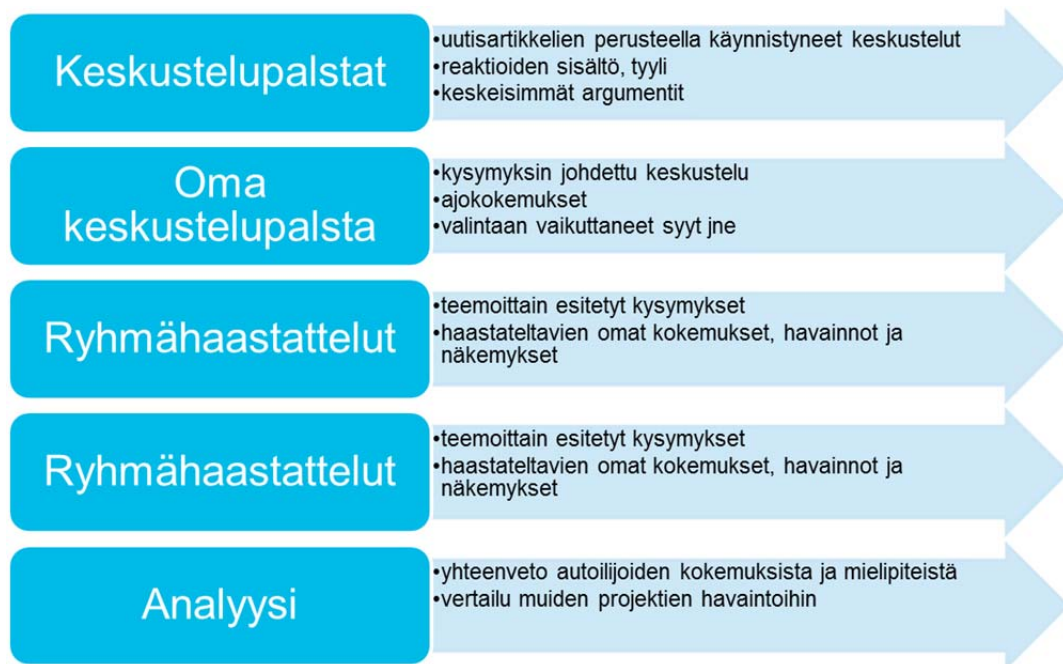 Keskustelupalstat
•uutisartikkelien perusteella käynnistyneet keskustelut
•reaktioiden sisältö, tyyli
•keskeisimmät argumentit
Oma
keskustelupalsta
•kysymyksin johdettu keskustelu
•ajokokemukset
•valintaan vaikuttaneet syyt jne
Ryhmähaastattelut
•teemoittain esitetyt kysymykset
•haastateltavien omat kokemukset, havainnot ja
näkemykset
Ryhmähaastattelut
•teemoittain esitetyt kysymykset
•haastateltavien omat kokemukset, havainnot ja
näkemykset
Analyysi
•yhteenveto autoilijoiden kokemuksista ja mielipiteistä
•vertailu muiden projektien havaintoihin